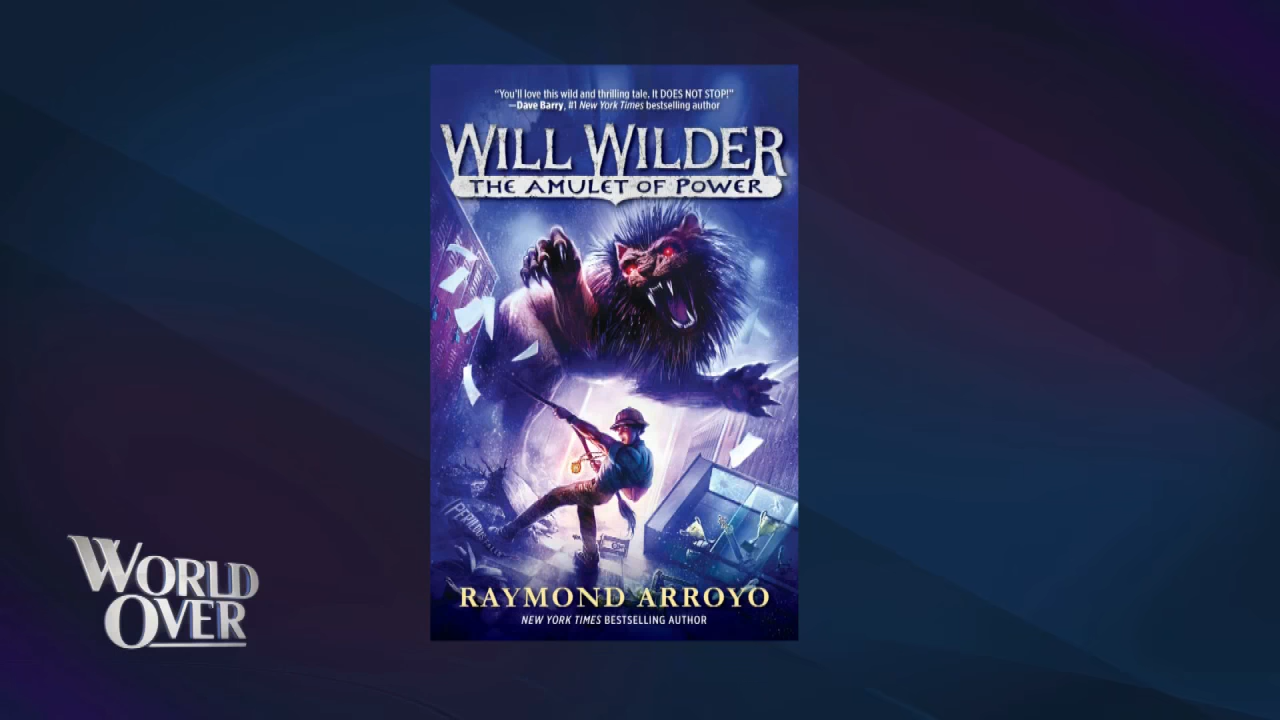 "You'll love this wild and thrilling tale. It DOES NOT STOP!"
—Dave Barry, #1 New York Times bestselling author
WILL WILDER
THE AMULET OF POWER
RAYMOND ARROYO
NEW YORK TIMES BESTSELLING AUTHOR
WORLD
OVER